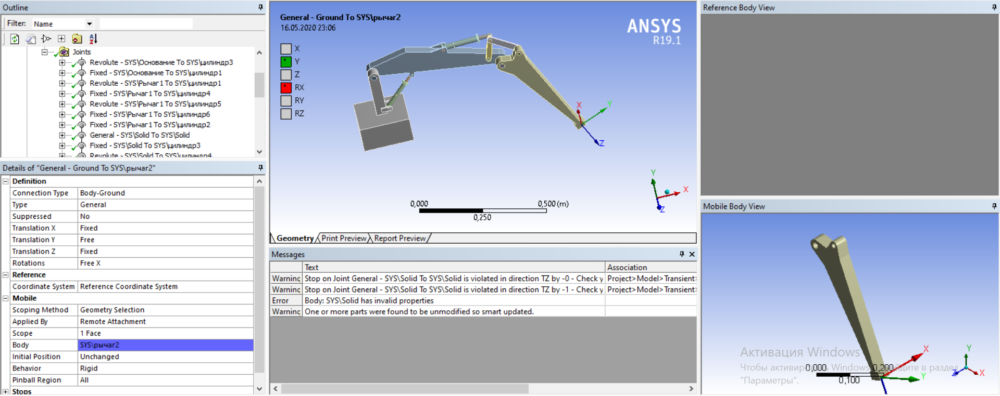 Outline
Filter: Name
Joints
Revolute - SYS\Основание To SYS\цилиндр3
Fixed - SYS\Основание To SYS\цилиндр1
Revolute - SYS\Рычаг1 To SYS\цилиндр1
Fixed - SYS\Рычаг1 To SYS\цилиндр4
Revolute - SYS\Рычаг1 To SYS\цилиндр5
Fixed - SYS\Рычаг1 To SYS\цилиндр6
Fixed - SYS\Рычаг1 To SYS\цилиндр2
General - SYS\Solid To SYS\Solid
Fixed - SYS\Solid To SYS\цилиндр3
Revolute - SYS\Solid To SYS\цилиндр4
Details of "General - Ground To SYS\рычаг2"
Definition
Connection Type Body-Ground
Type General
Suppressed No
Translation X Fixed
Translation Y Free
Translation Z Fixed
Rotations Free X
Reference
Coordinate System Reference Coordinate System
Mobile
Scoping Method Geometry Selection
Applied By Remote Attachment
Scope 1 Face
Body SYS\рычаг2
Initial Position Unchanged
Behavior Rigid
Pinball Region All
Stops
General - Ground To SYS\рычаг2
16.05.2020 23:06
X
Y
Z
RX
RY
RZ
ANSYS
R19.1
X
Y
Z
Y
X
Z
0,000 0,500 (m)
0,250
Geometry Print Preview Report Preview
Messages
Text Association
Warning Stop on Joint General - SYS\Solid To SYS\Solid is violated in direction TZ by -0 - Check y Project>Model>Transient>
Warning Stop on Joint General - SYS\Solid To SYS\Solid is violated in direction TZ by -1 - Check y Project>Model>Transient>
Error Body: SYS\Solid has invalid properties
Warning One or more parts were found to be unmodified so smart updated.
Reference Body View
Mobile Body View
X
Y
Y
Z
X
0,000 0,200
0,100
Активация Windows
Чтобы активировать Windows, перейдите в раздел
"Параметры".